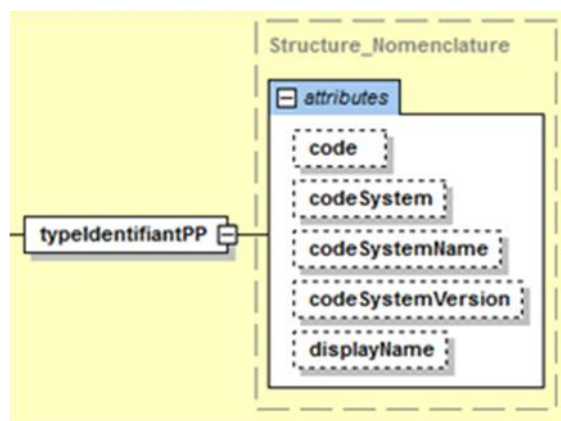 Structure_Nomenclature
attributes
code
codeSystem
typeIdentifiantPP
codeSystemName
codeSystemVersion
displayName